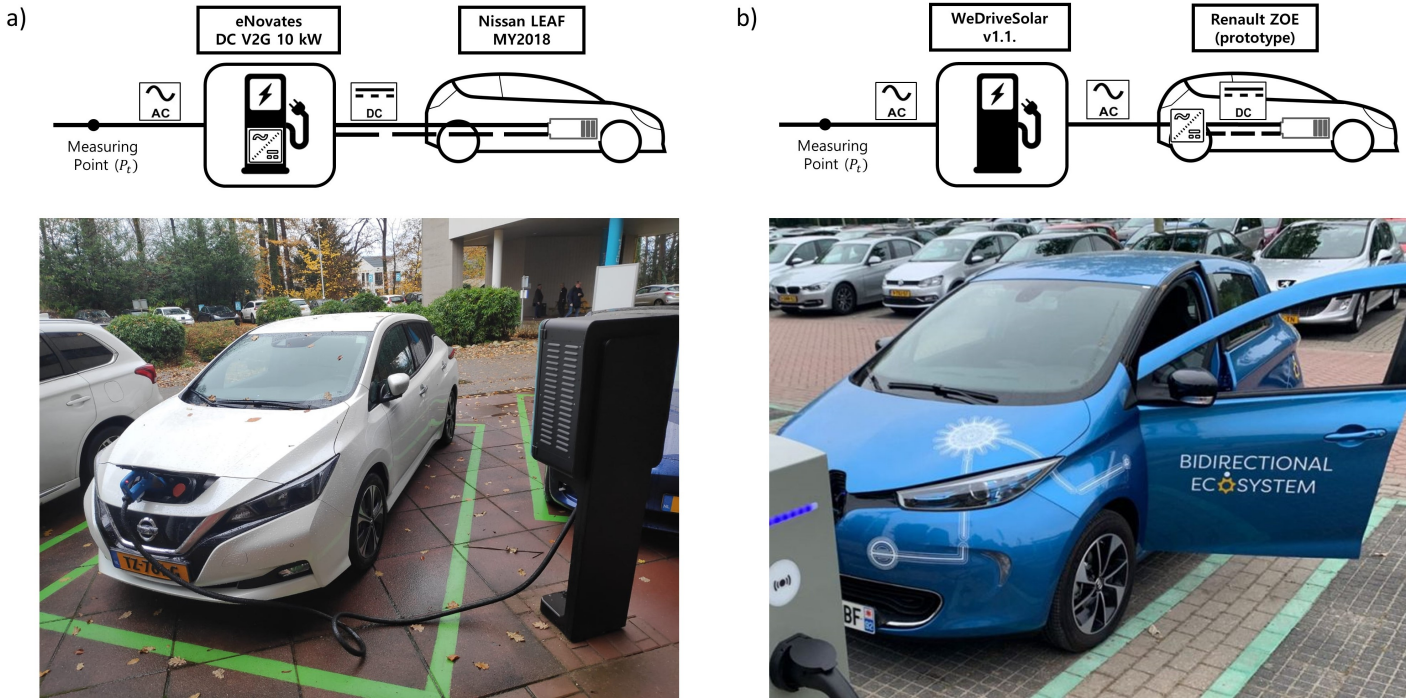 a)
eNovates
DC V2G 10 kW
Nissan LEAF
MY2018
AC
DC
Measuring
Point (𝑃ₜ)
b)
WeDriveSolar
v1.1.
Renault ZOE
(prototype)
AC
AC
DC
Measuring
Point (𝑃ₜ)
BIDIRECTIONAL
ECOSYSTEM
BF